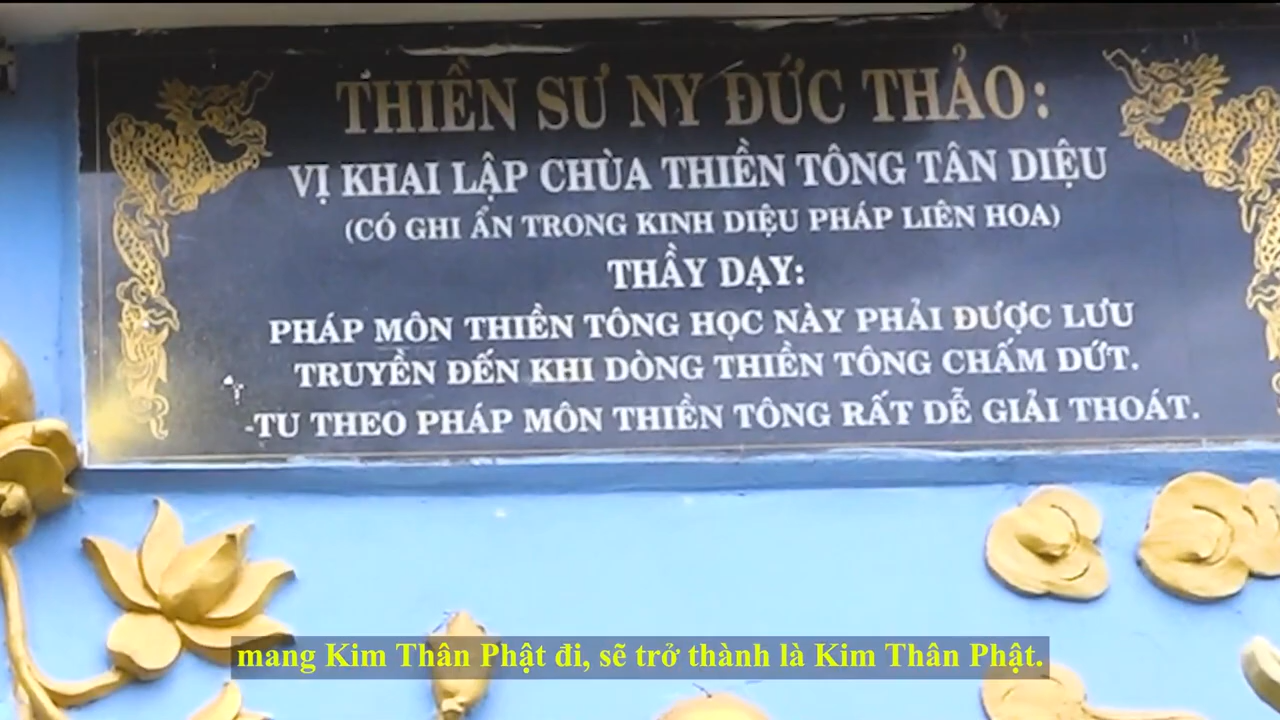 THIỀN SƯ NY ĐỨC THẢO:
VỊ KHAI LẬP CHÙA THIỀN TÔNG TÂN DIỆU
(CÓ GHI ẨN TRONG KINH DIỆU PHÁP LIÊN HOA)
THẦY DẠY:
PHÁP MÔN THIỀN TÔNG HỌC NÀY PHẢI ĐƯỢC LƯU
TRUYỀN ĐẾN KHI DÒNG THIỀN TÔNG CHẤM DỨT.
-TU THEO PHÁP MÔN THIỀN TÔNG RẤT DỄ GIẢI THOÁT.
mang Kim Thân Phật đi, sẽ trở thành là Kim Thân Phật.